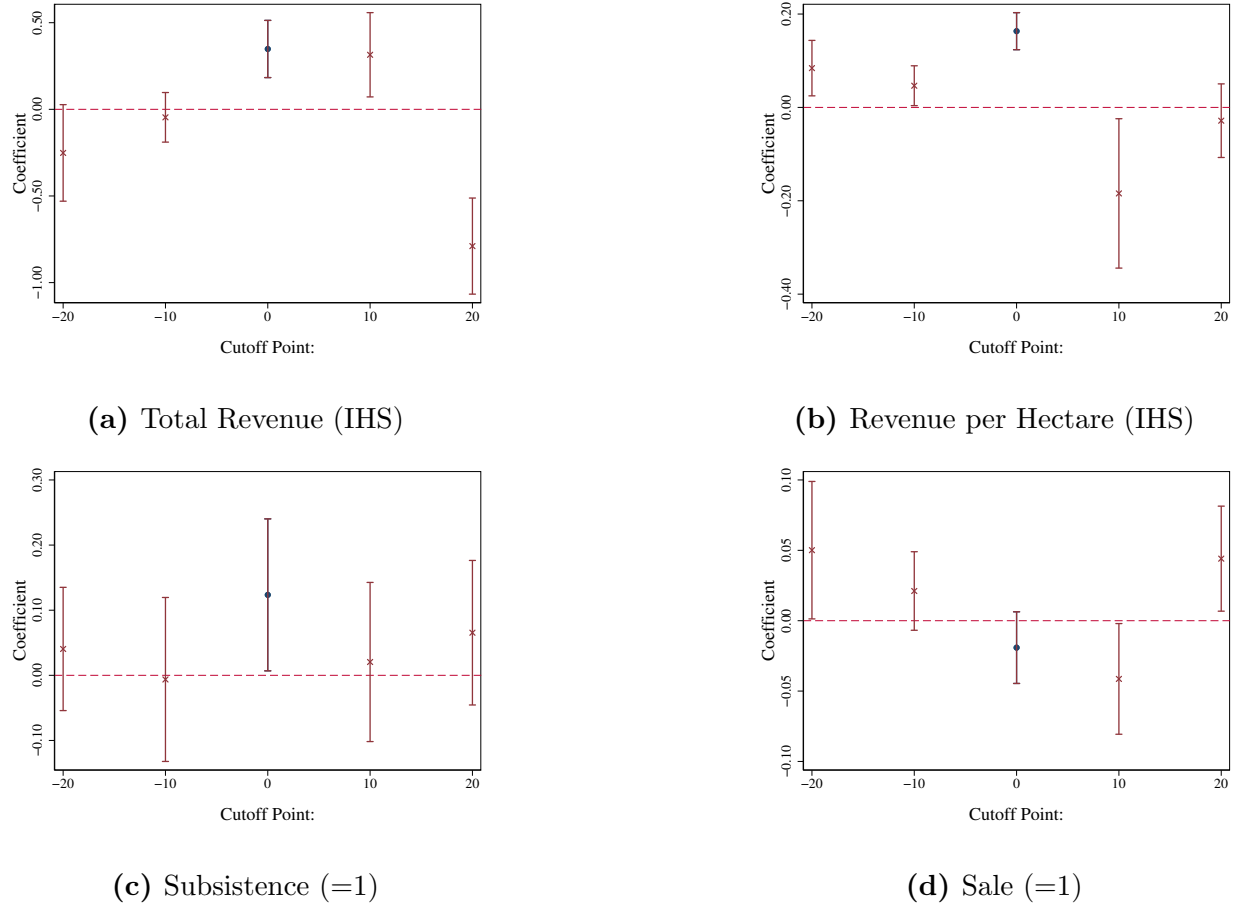 0.50
0.00
−0.50
−1.00
Coefficient
−20 −10 0 10 20
Cutoff Point:
(a) Total Revenue (IHS)
0.20
0.00
−0.20
−0.40
Coefficient
−20 −10 0 10 20
Cutoff Point:
(b) Revenue per Hectare (IHS)
0.30
0.20
0.10
0.00
−0.10
Coefficient
−20 −10 0 10 20
Cutoff Point:
(c) Subsistence (=1)
0.10
0.05
0.00
−0.05
−0.10
Coefficient
−20 −10 0 10 20
Cutoff Point:
(d) Sale (=1)